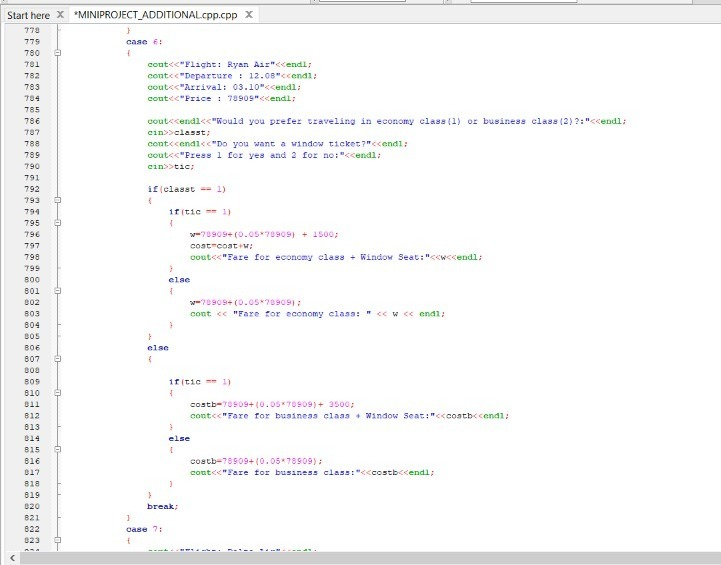 Start here X *MINIPROJECT_ADDITIONAL.cpp.cpp X
778 }
779 case 6:
780 {
781 cout<<"Flight: Ryan Air"<<endl;
782 cout<<"Departure : 12.08"<<endl;
783 cout<<"Arrival: 03.10"<<endl;
784 cout<<"Price : 78909"<<endl;
785
786 cout<<endl<<"Would you prefer traveling in economy class(1) or business class(2)?:"<<endl;
787 cin>>classt;
788 cout<<endl<<"Do you want a window ticket?"<<endl;
789 cout<<"Press 1 for yes and 2 for no:"<<endl;
790 cin>>tic;
791
792 if(classt == 1)
793 {
794 if(tic == 1)
795 {
796 w=78909+(0.05*78909) + 1500;
797 cost=cost+w;
798 cout<<"Fare for economy class + Window Seat:"<<w<<endl;
799 }
800 else
801 {
802 w=78909+(0.05*78909);
803 cout << "Fare for economy class: " << w << endl;
804 }
805 }
806 else
807 {
808
809 if(tic == 1)
810 {
811 costb=78909+(0.05*78909)+ 3500;
812 cout<<"Fare for business class + Window Seat:"<<costb<<endl;
813 }
814 else
815 {
816 costb=78909+(0.05*78909);
817 cout<<"Fare for business class:"<<costb<<endl;
818 }
819 }
820 break;
821 }
822 case 7:
823 {